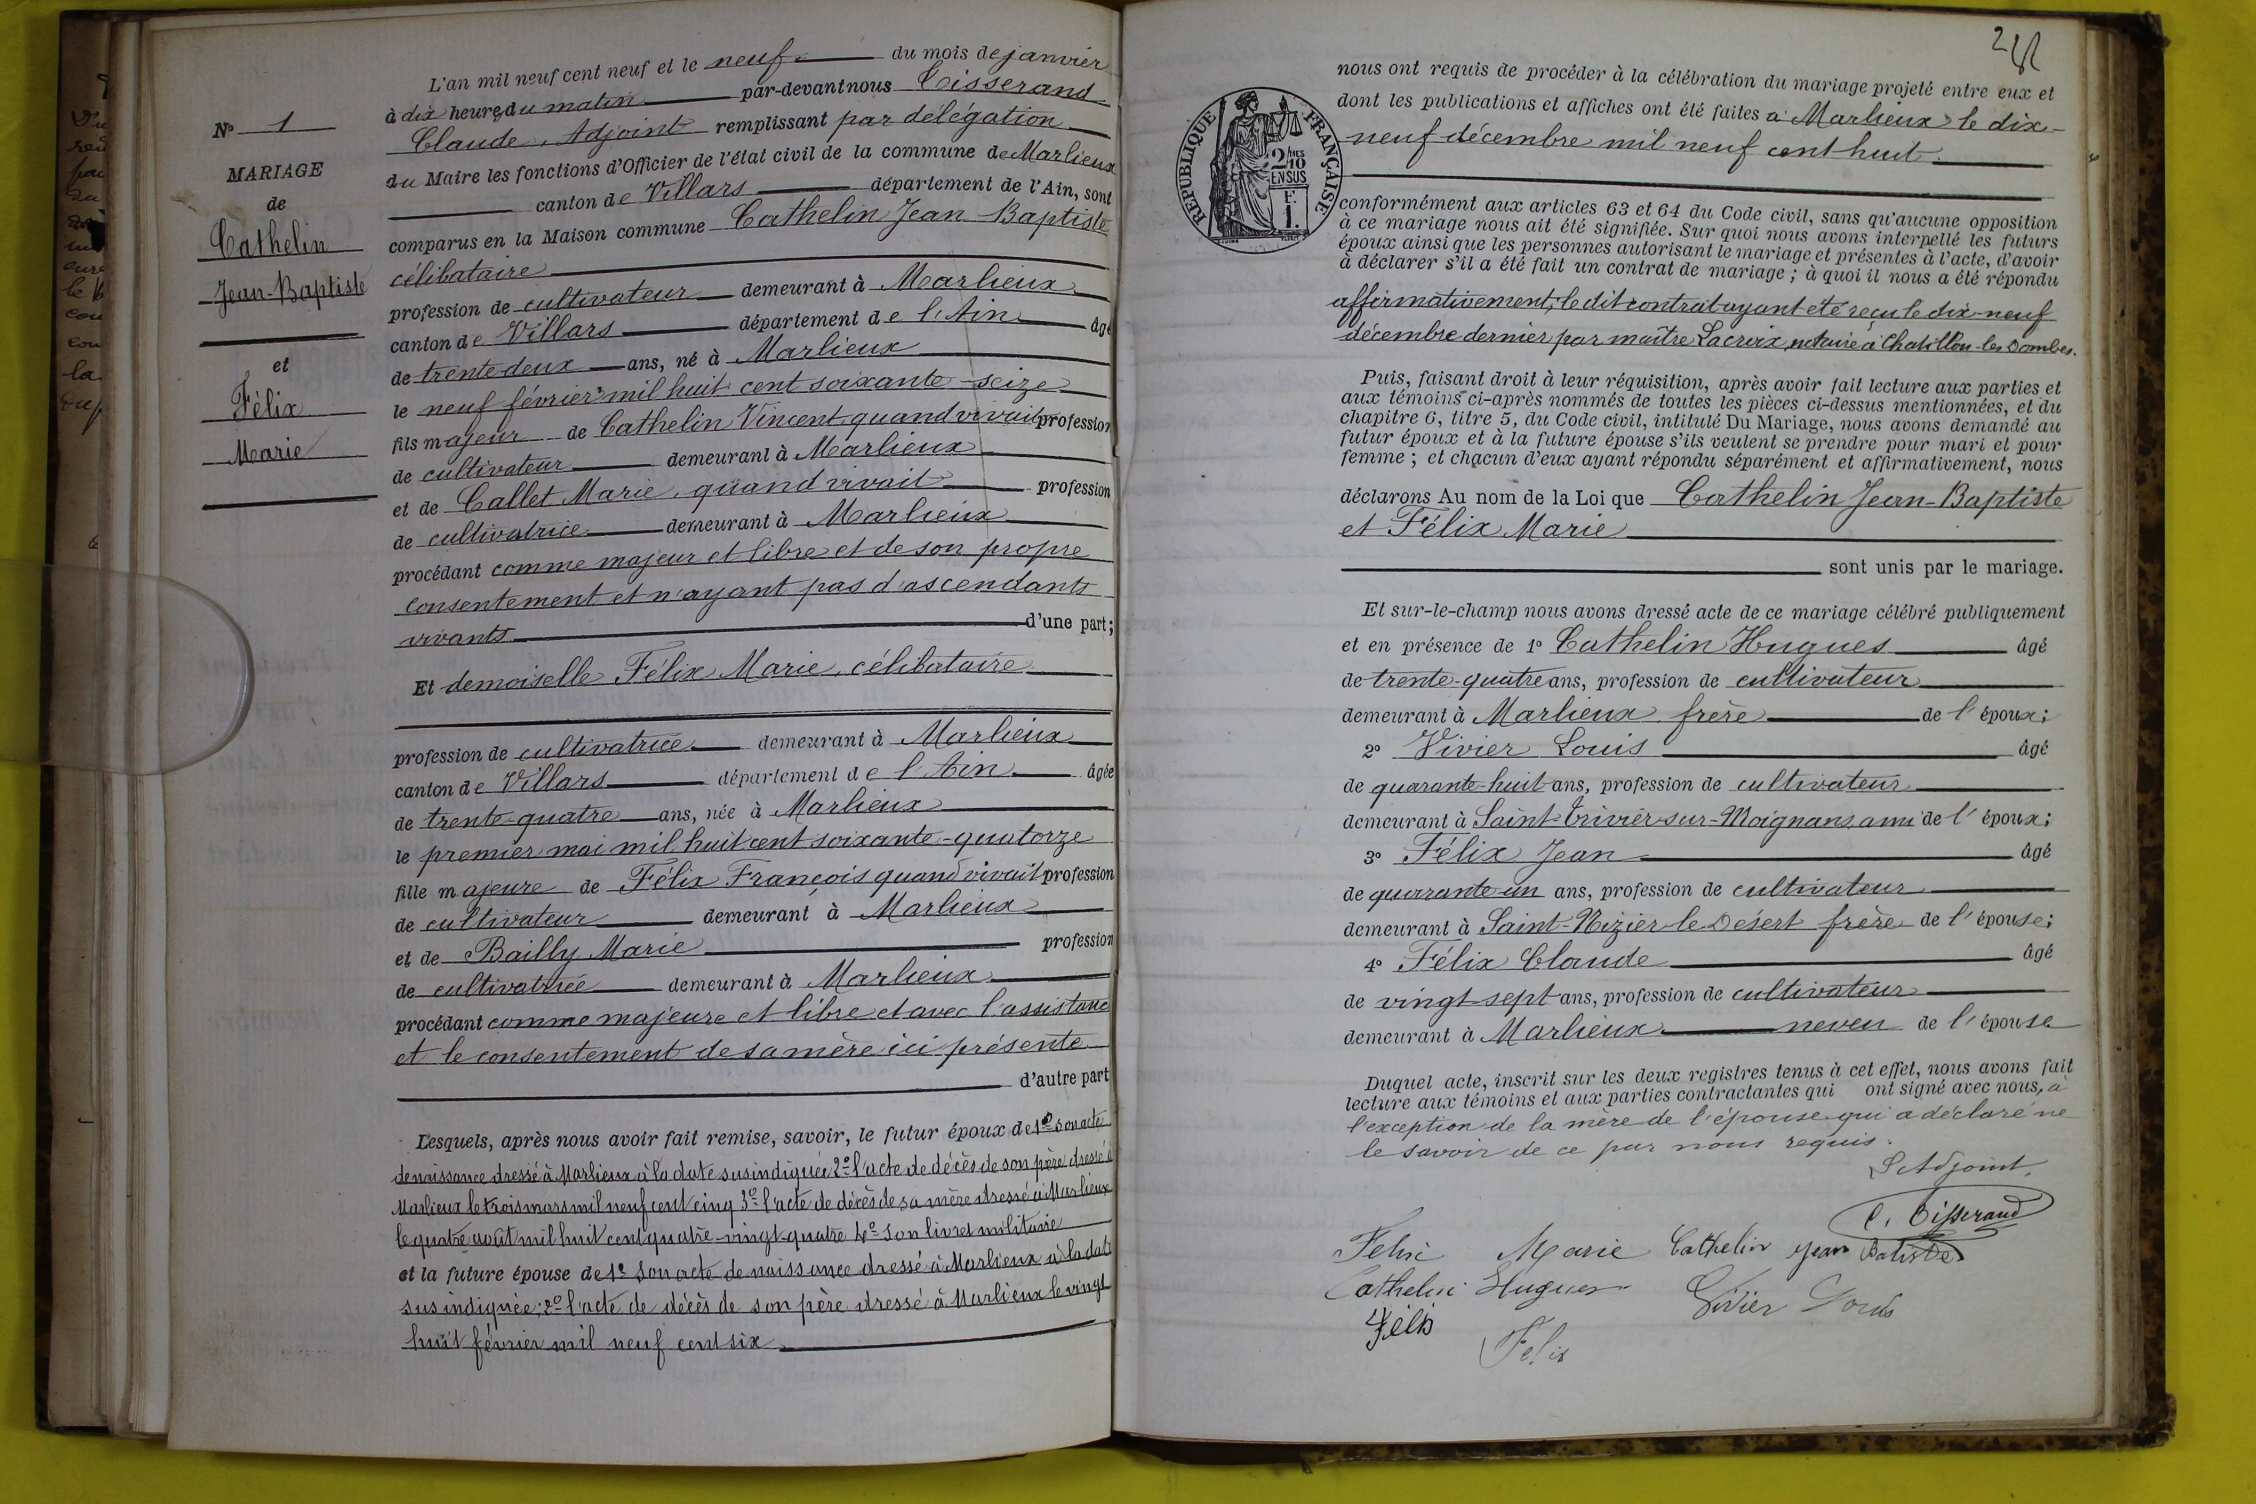 N° 1
MARIAGE
de
Cathelin
Jean-Baptiste
et
Félix
Marie
L'an mil neuf cent neuf et le neuf du mois de janvier
à dix heures du matin par-devant nous Tisserand
Claude, Adjoint remplissant par délégation
du Maire les fonctions d'Officier de l'état civil de la commune de Marlieux
canton de Villars département de l'Ain, sont
comparus en la Maison commune Cathelin Jean-Baptiste
célibataire
profession de cultivateur demeurant à Marlieux
canton de Villars département de l'Ain âgé
de trente-deux ans, né à Marlieux
le neuf février mil huit cent soixante-seize
fils majeur de Cathelin Vincent quand vivait profession
de cultivateur demeurant à Marlieux
et de Callet Marie, quand vivait profession
de cultivatrice demeurant à Marlieux
procédant comme majeur et libre et de son propre
consentement et n'ayant pas d'ascendants
vivants d'une part;
Et demoiselle Félix Marie, célibataire
profession de cultivatrice demeurant à Marlieux
canton de Villars département de l'Ain âgée
de trente-quatre ans, née à Marlieux
le premier mai mil huit cent soixante-quatorze
fille majeure de Félix François quand vivait profession
de cultivateur demeurant à Marlieux
et de Bailly Marie profession
de cultivatrice demeurant à Marlieux
procédant comme majeure et libre et avec l'assistance
et le consentement de sa mère ici présente
d'autre part
Lesquels, après nous avoir fait remise, savoir, le futur époux de 1° son acte
de naissance dressé à Marlieux à la date susindiquée 2° l'acte de décès de son père dressé à
Marlieux le trois mars mil neuf cent cinq 3° l'acte de décès de sa mère dressé à Marlieux
le quatre août mil huit cent quatre-vingt-quatre 4° son livret militaire
et la future épouse de 1° son acte de naissance dressé à Marlieux à la date
susindiquée; 2° l'acte de décès de son père dressé à Marlieux le vingt
huit février mil neuf cent six
nous ont requis de procéder à la célébration du mariage projeté entre eux et
dont les publications et affiches ont été faites à Marlieux le dix-
neuf décembre mil neuf cent huit
RÉPUBLIQUE FRANÇAISE
conformément aux articles 63 et 64 du Code civil, sans qu'aucune opposition
à ce mariage nous ait été signifiée. Sur quoi nous avons interpellé les futurs
époux ainsi que les personnes autorisant le mariage et présentes à l'acte, d'avoir
à déclarer s'il a été fait un contrat de mariage; à quoi il nous a été répondu
affirmativement, le dit contrat ayant été reçu le dix-neuf
décembre dernier par maître Lacroix, notaire à Chatillon-les-Dombes.
Puis, faisant droit à leur réquisition, après avoir fait lecture aux parties et
aux témoins ci-après nommés de toutes les pièces ci-dessus mentionnées, et du
chapitre 6, titre 5, du Code civil, intitulé Du Mariage, nous avons demandé au
futur époux et à la future épouse s'ils veulent se prendre pour mari et pour
femme; et chacun d'eux ayant répondu séparément et affirmativement, nous
déclarons Au nom de la Loi que Cathelin Jean-Baptiste
et Félix Marie
sont unis par le mariage.
Et sur-le-champ nous avons dressé acte de ce mariage célébré publiquement
et en présence de 1° Cathelin Hugues âgé
de trente-quatre ans, profession de cultivateur
demeurant à Marlieux frère de l'époux;
2° Vivier Louis âgé
de quarante-huit ans, profession de cultivateur
demeurant à Saint-Trivier-sur-Moignans ami de l'époux;
3° Félix Jean âgé
de quarante-un ans, profession de cultivateur
demeurant à Saint-Nizier-le-Désert frère de l'épouse;
4° Félix Claude âgé
de vingt-sept ans, profession de cultivateur
demeurant à Marlieux neveu de l'épouse
Duquel acte, inscrit sur les deux registres tenus à cet effet, nous avons fait
lecture aux témoins et aux parties contractantes qui ont signé avec nous, à
l'exception de la mère de l'épouse qui a déclaré ne
le savoir de ce par nous requis.
L'Adjoint,
C. Tisserand
Felix Marie Cathelin Jean Batiste
Cathelin Hugues Vivier Louis
Félix
Felix